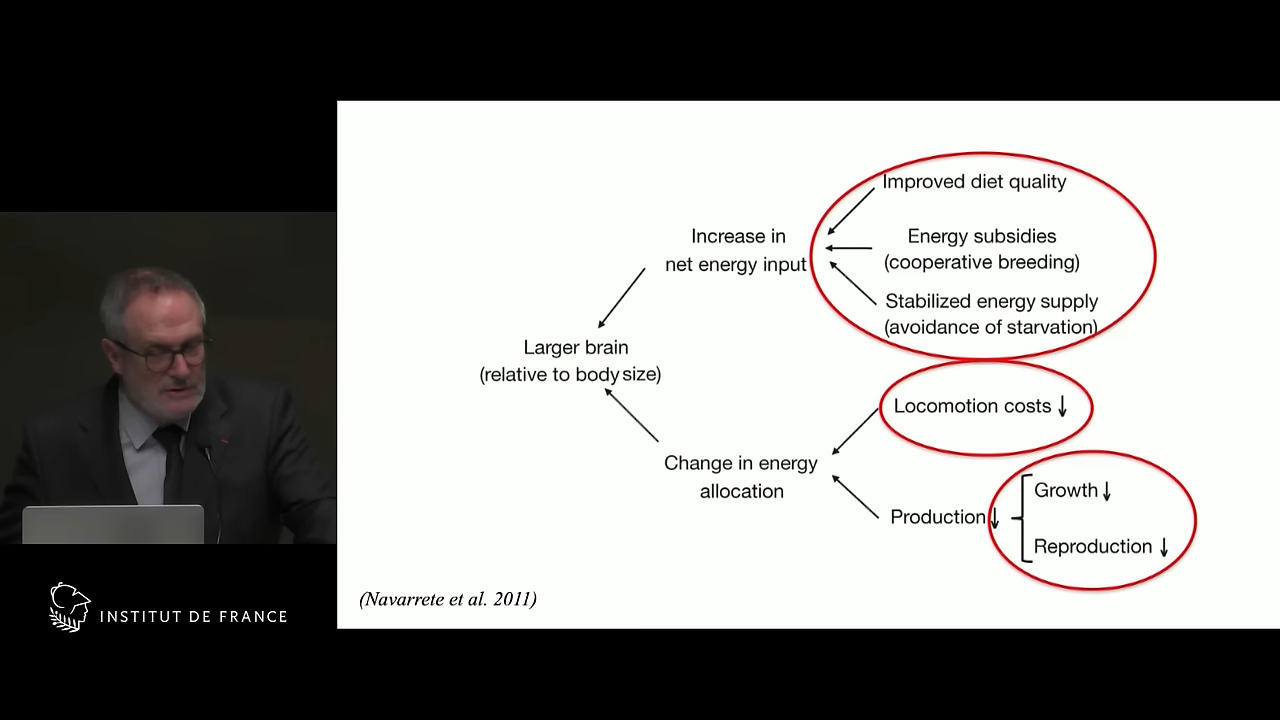 Improved diet quality
Increase in
net energy input
Energy subsidies
(cooperative breeding)
Stabilized energy supply
(avoidance of starvation)
Larger brain
(relative to body size)
Locomotion costs ↓
Change in energy
allocation
Growth ↓
Production ↓
Reproduction ↓
(Navarrete et al. 2011)
INSTITUT DE FRANCE